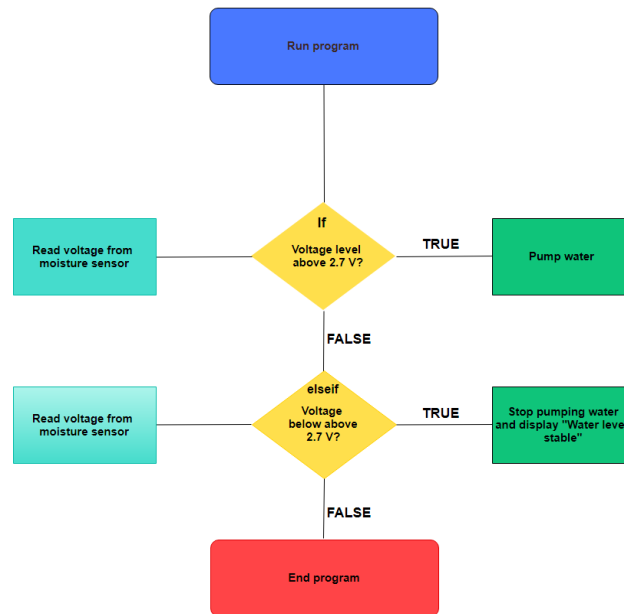 Run program
If
Voltage level
above 2.7 V?
Read voltage from
moisture sensor
TRUE
Pump water
FALSE
elseif
Voltage
below above
2.7 V?
Read voltage from
moisture sensor
TRUE
Stop pumping water
and display "Water leve
stable"
FALSE
End program